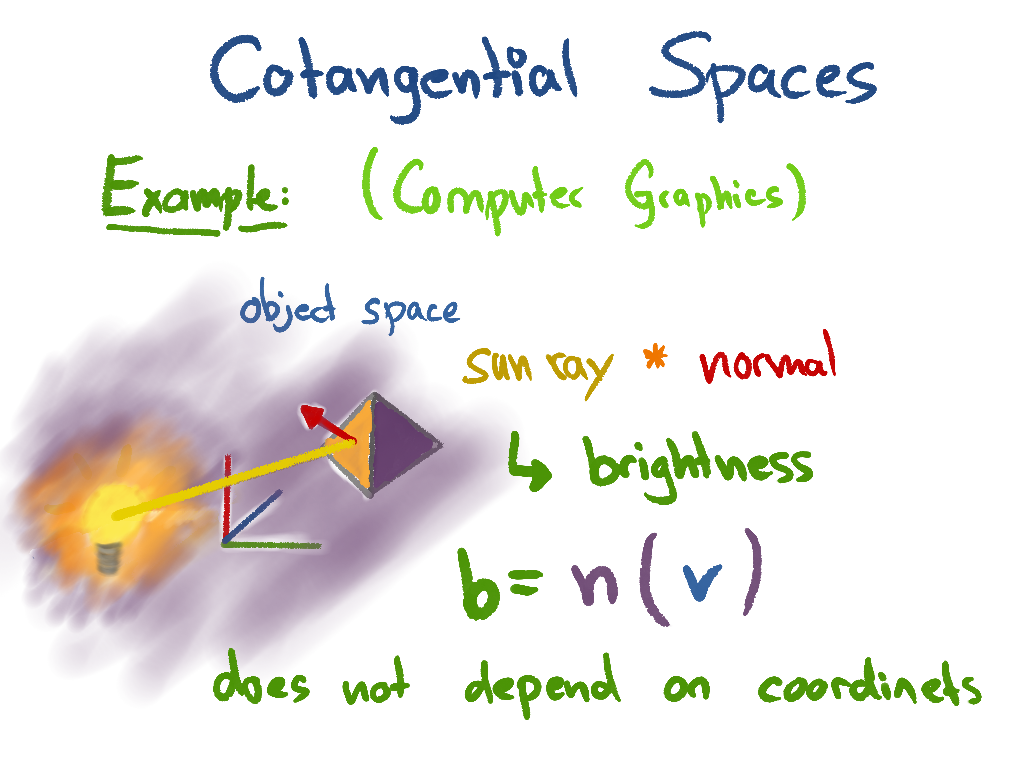 Cotangential Spaces
Example: (Computer Graphics)
object space
sun ray * normal
↳ brightness
b = n(v)
does not depend on coordinets